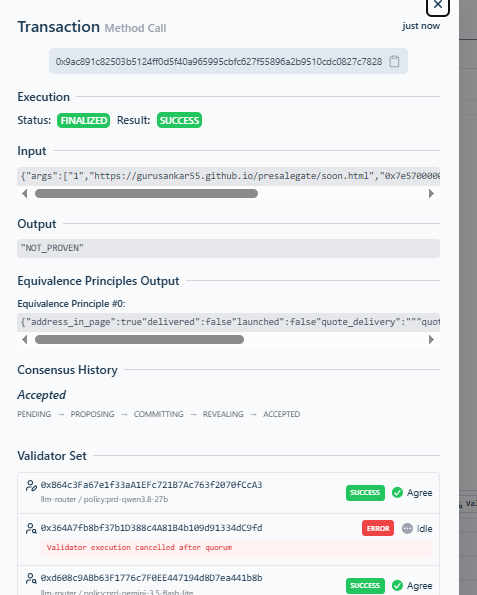 Transaction Method Call
just now
0x9ac891c82503b5124ff0d5f40a965995cbfc627f55896a2b9510cdc0827c7828
Execution
Status: FINALIZED Result: SUCCESS
Input
{"args":["1","https://gurusankar55.github.io/presalegate/soon.html","0x7e570000
Output
"NOT_PROVEN"
Equivalence Principles Output
Equivalence Principle #0:
{"address_in_page":true"delivered":false"launched":false"quote_delivery":"""quot
Consensus History
Accepted
PENDING → PROPOSING → COMMITTING → REVEALING → ACCEPTED
Validator Set
0xB64c3Fa67e1f33aA1EFc721B7Ac763f2070fCcA3
SUCCESS Agree
llm-router / policy:prd-qwen3.8-27b
0x364A7fb8bf37b1D388c4A81B4b109d91334dC9fd
ERROR Idle
Validator execution cancelled after quorum
0xd608c9ABb63F1776c7F0EE447194d8D7ea441b8b
SUCCESS Agree
llm-router / policy:prd-gemini-3.5-flash-lite